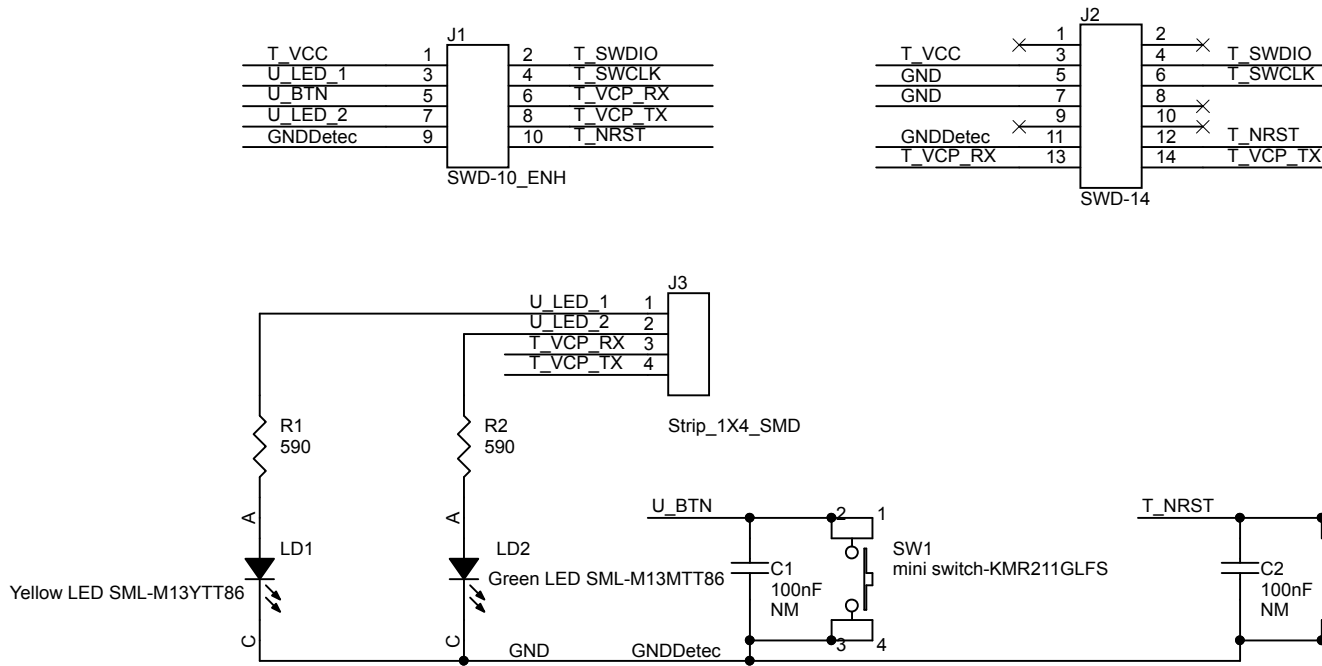 J1
T_VCC 1 2 T_SWDIO
U_LED_1 3 4 T_SWCLK
U_BTN 5 6 T_VCP_RX
U_LED_2 7 8 T_VCP_TX
GNDDetec 9 10 T_NRST
SWD-10_ENH
J2
1 2
T_VCC 3 4 T_SWDIO
GND 5 6 T_SWCLK
GND 7 8
9 10
GNDDetec 11 12 T_NRST
T_VCP_RX 13 14 T_VCP_TX
SWD-14
J3
U_LED_1 1
U_LED_2 2
T_VCP_RX 3
T_VCP_TX 4
Strip_1X4_SMD
R1
590
R2
590
A
LD1
Yellow LED SML-M13YTT86
C
A
LD2
Green LED SML-M13MTT86
C
GND
GNDDetec
U_BTN
2 1
SW1
mini switch-KMR211GLFS
C1
100nF
NM
3 4
T_NRST
C2
100nF
NM